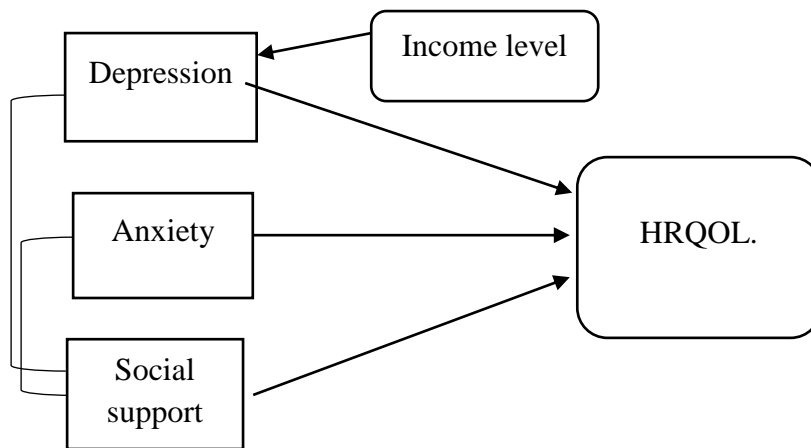 Income level
Depression
Anxiety
HRQOL.
Social
support